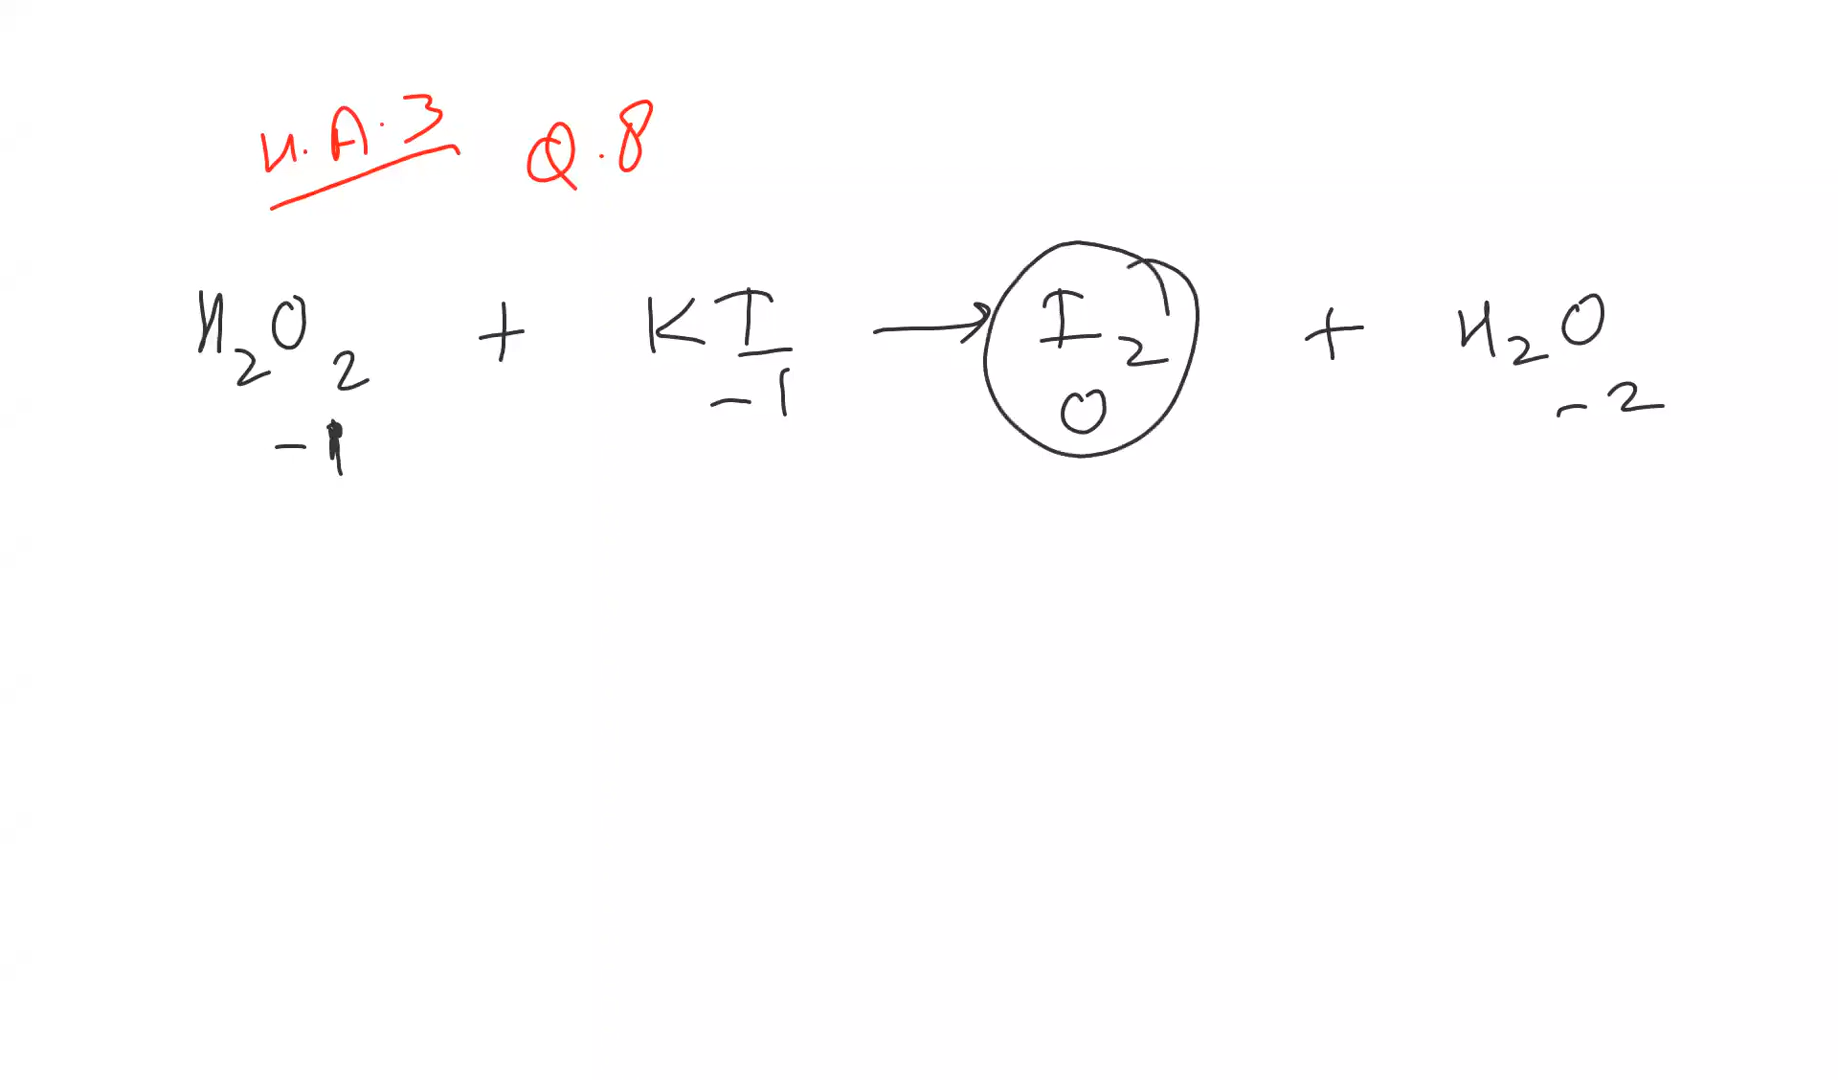 H.A.3 Q.8
H₂O₂ + KI → I₂ + H₂O
-1 -1 0 -2